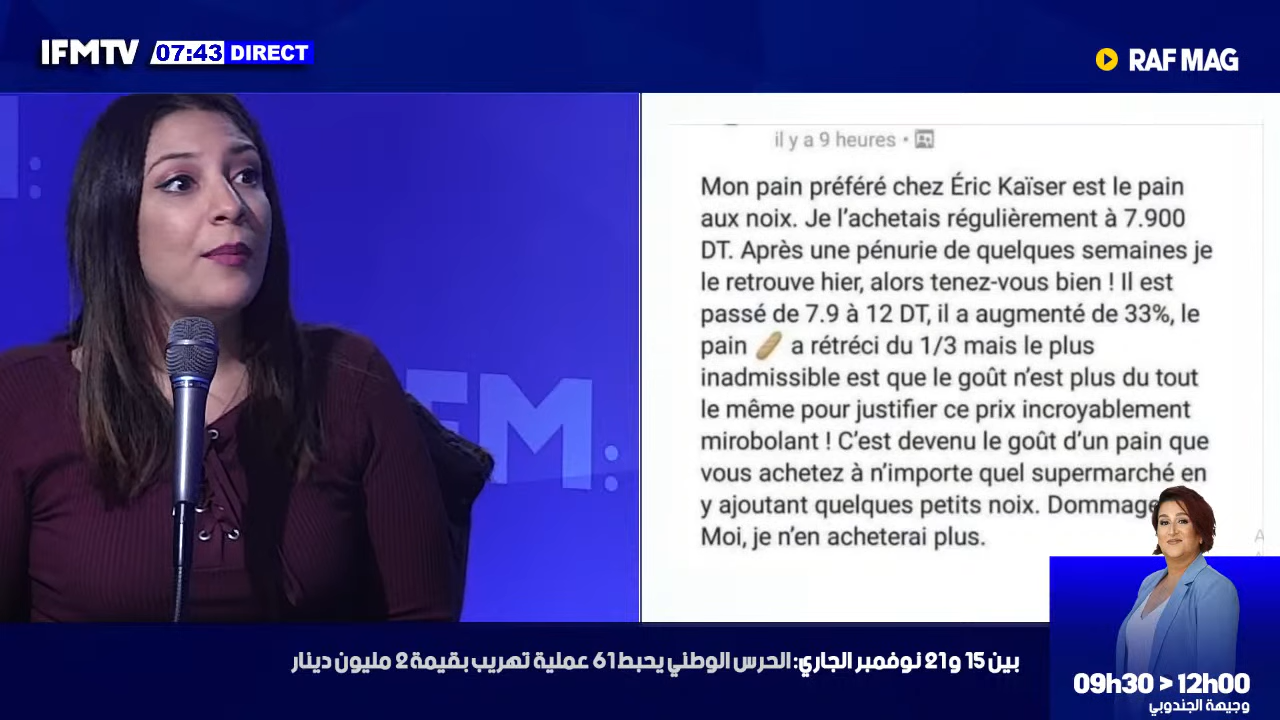 IFMTV 07:43 DIRECT
RAF MAG
il y a 9 heures •
Mon pain préféré chez Éric Kaïser est le pain
aux noix. Je l'achetais régulièrement à 7.900
DT. Après une pénurie de quelques semaines je
le retrouve hier, alors tenez-vous bien ! Il est
passé de 7.9 à 12 DT, il a augmenté de 33%, le
pain 🥖 a rétréci du 1/3 mais le plus
inadmissible est que le goût n'est plus du tout
le même pour justifier ce prix incroyablement
mirobolant ! C'est devenu le goût d'un pain que
vous achetez à n'importe quel supermarché en
y ajoutant quelques petits noix. Dommage
Moi, je n'en acheterai plus.
FM:
بين 15 و21 نوفمبر الجاري: الحرس الوطني يحبط 61 عملية تهريب بقيمة 2 مليون دينار
09h30 > 12h00
وجيهة الجندوبي